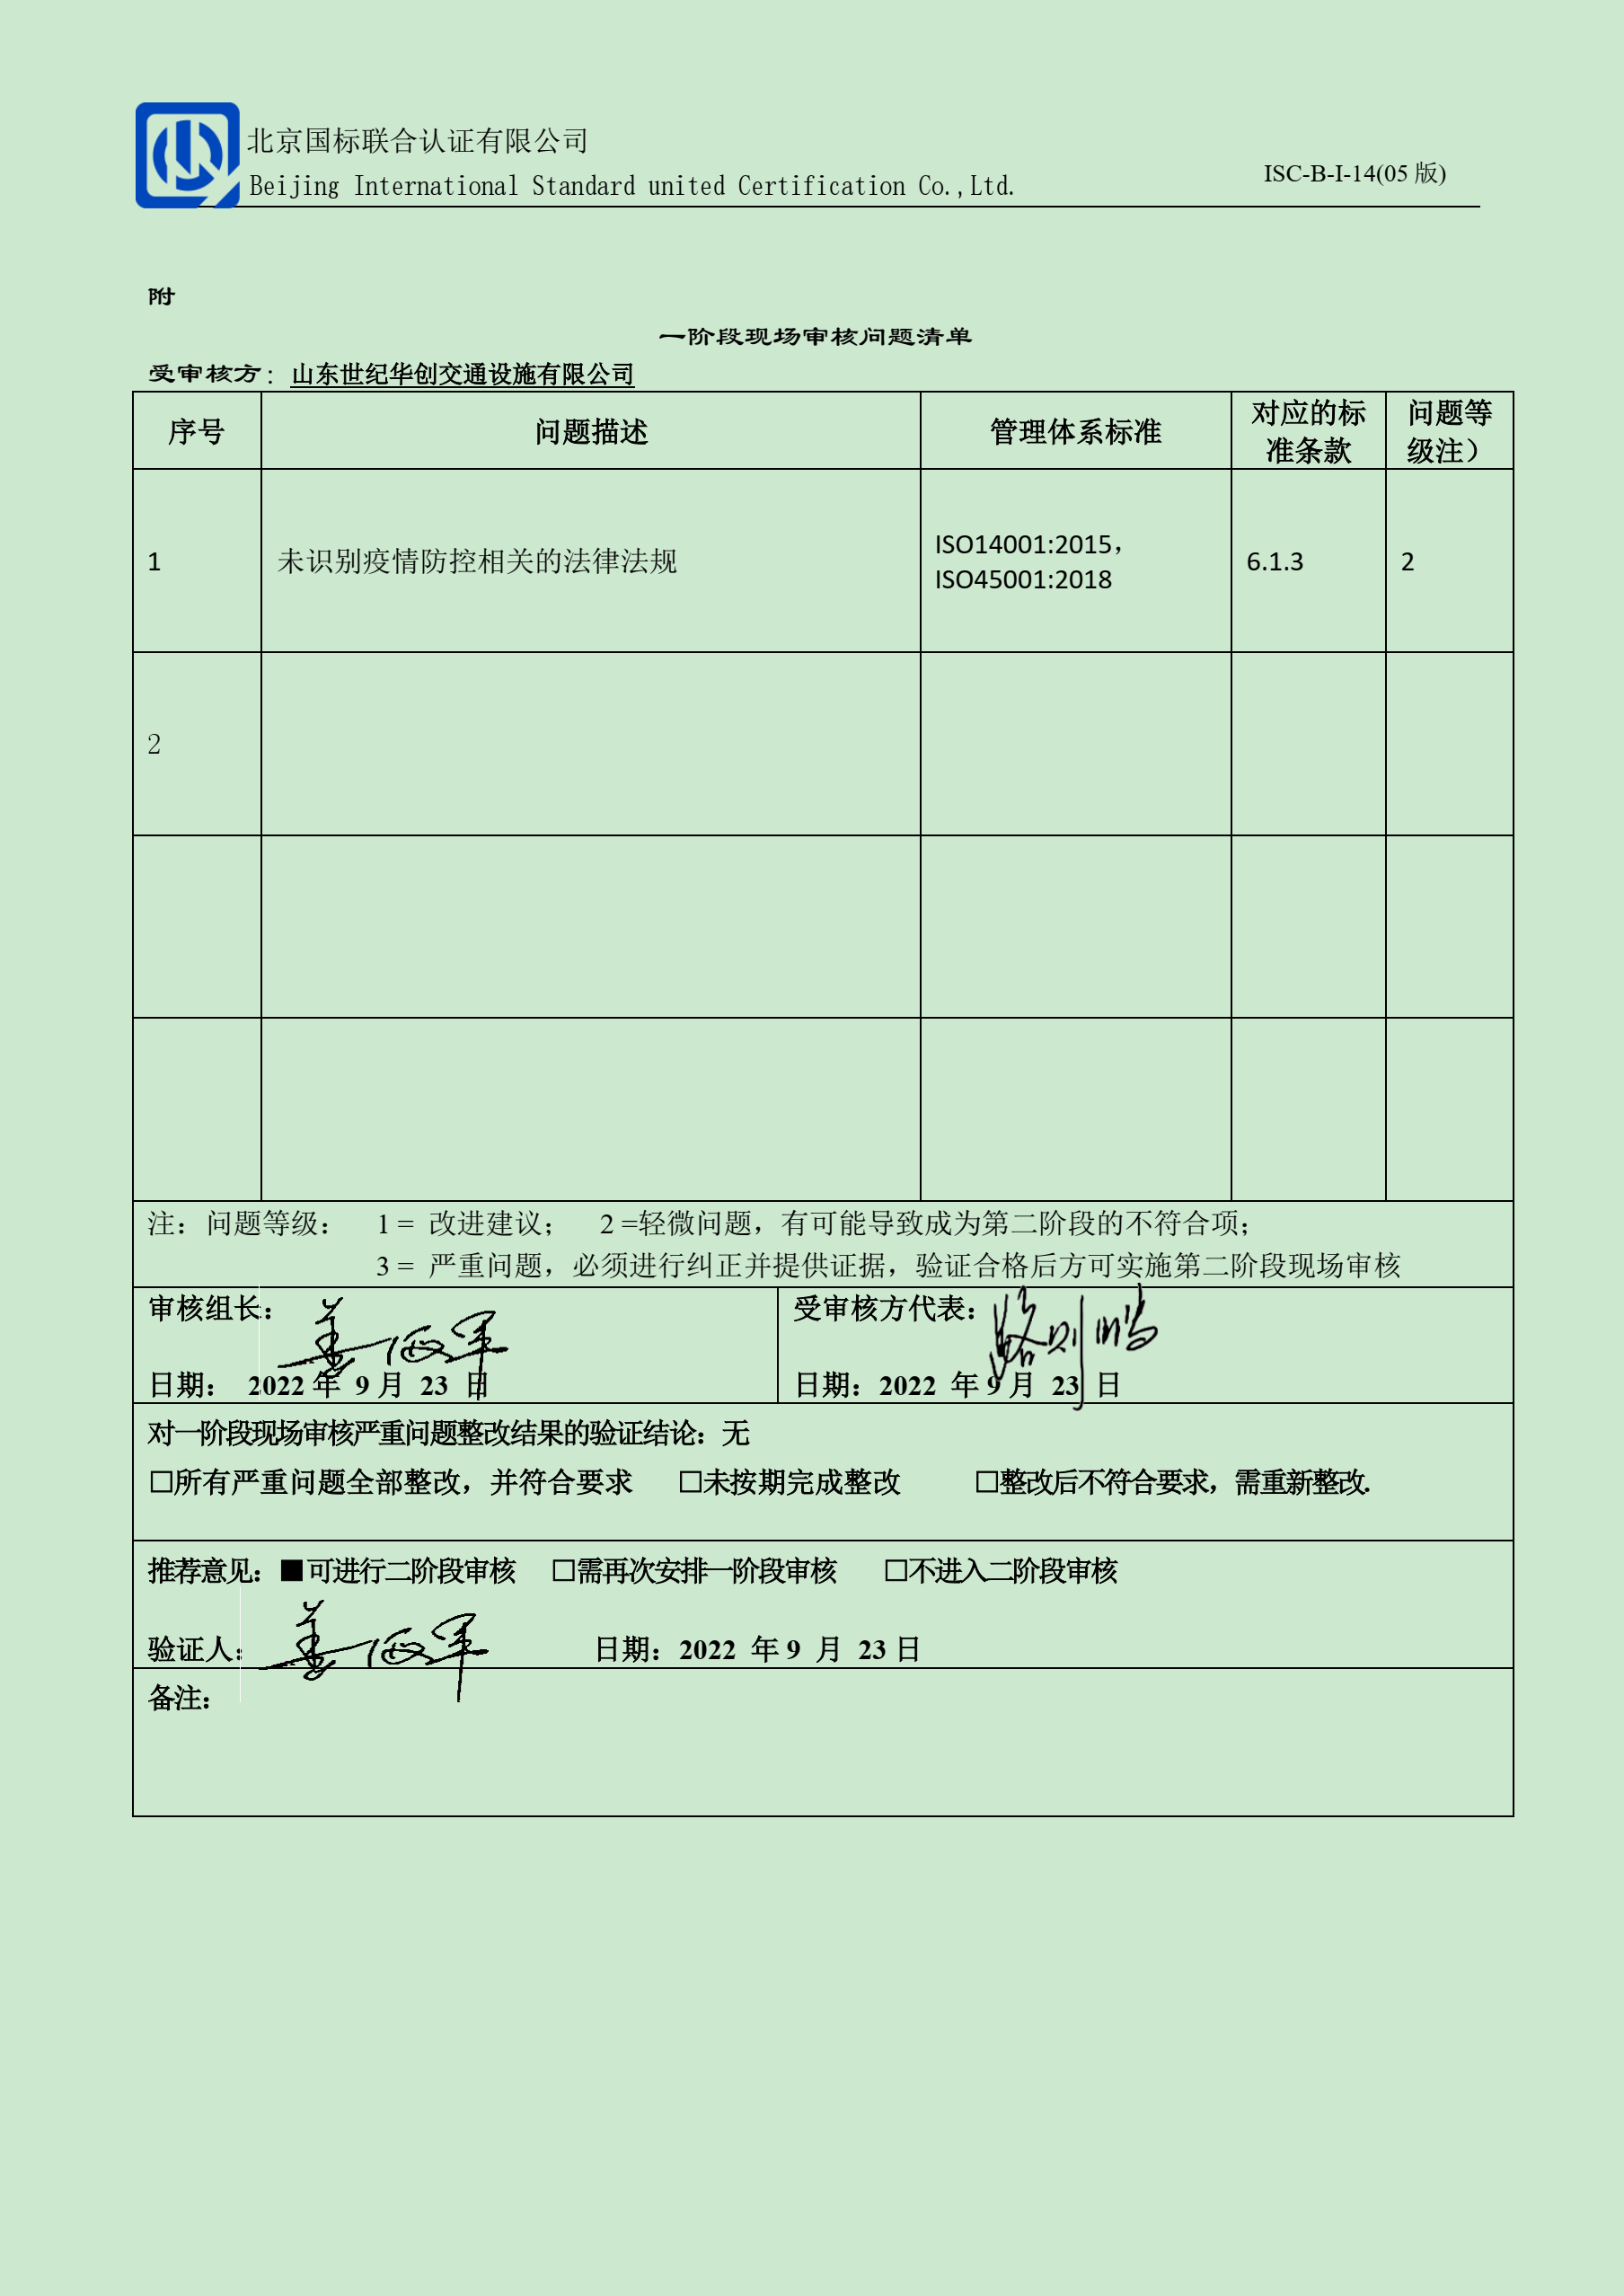 北京国标联合认证有限公司
Beijing International Standard united Certification Co.,Ltd.
ISC-B-I-14(05 版)
附
一阶段现场审核问题清单
受审核方：山东世纪华创交通设施有限公司
序号 问题描述 管理体系标准 对应的标准条款 问题等级注）
1 未识别疫情防控相关的法律法规 ISO14001:2015，ISO45001:2018 6.1.3 2
2
注：问题等级： 1 = 改进建议； 2 =轻微问题，有可能导致成为第二阶段的不符合项；
3 = 严重问题，必须进行纠正并提供证据，验证合格后方可实施第二阶段现场审核
审核组长：
日期： 2022 年 9 月 23 日
受审核方代表：
日期：2022 年 9 月 23 日
对一阶段现场审核严重问题整改结果的验证结论：无
□所有严重问题全部整改，并符合要求 □未按期完成整改 □整改后不符合要求，需重新整改.
推荐意见：■可进行二阶段审核 □需再次安排一阶段审核 □不进入二阶段审核
验证人： 日期：2022 年 9 月 23 日
备注：